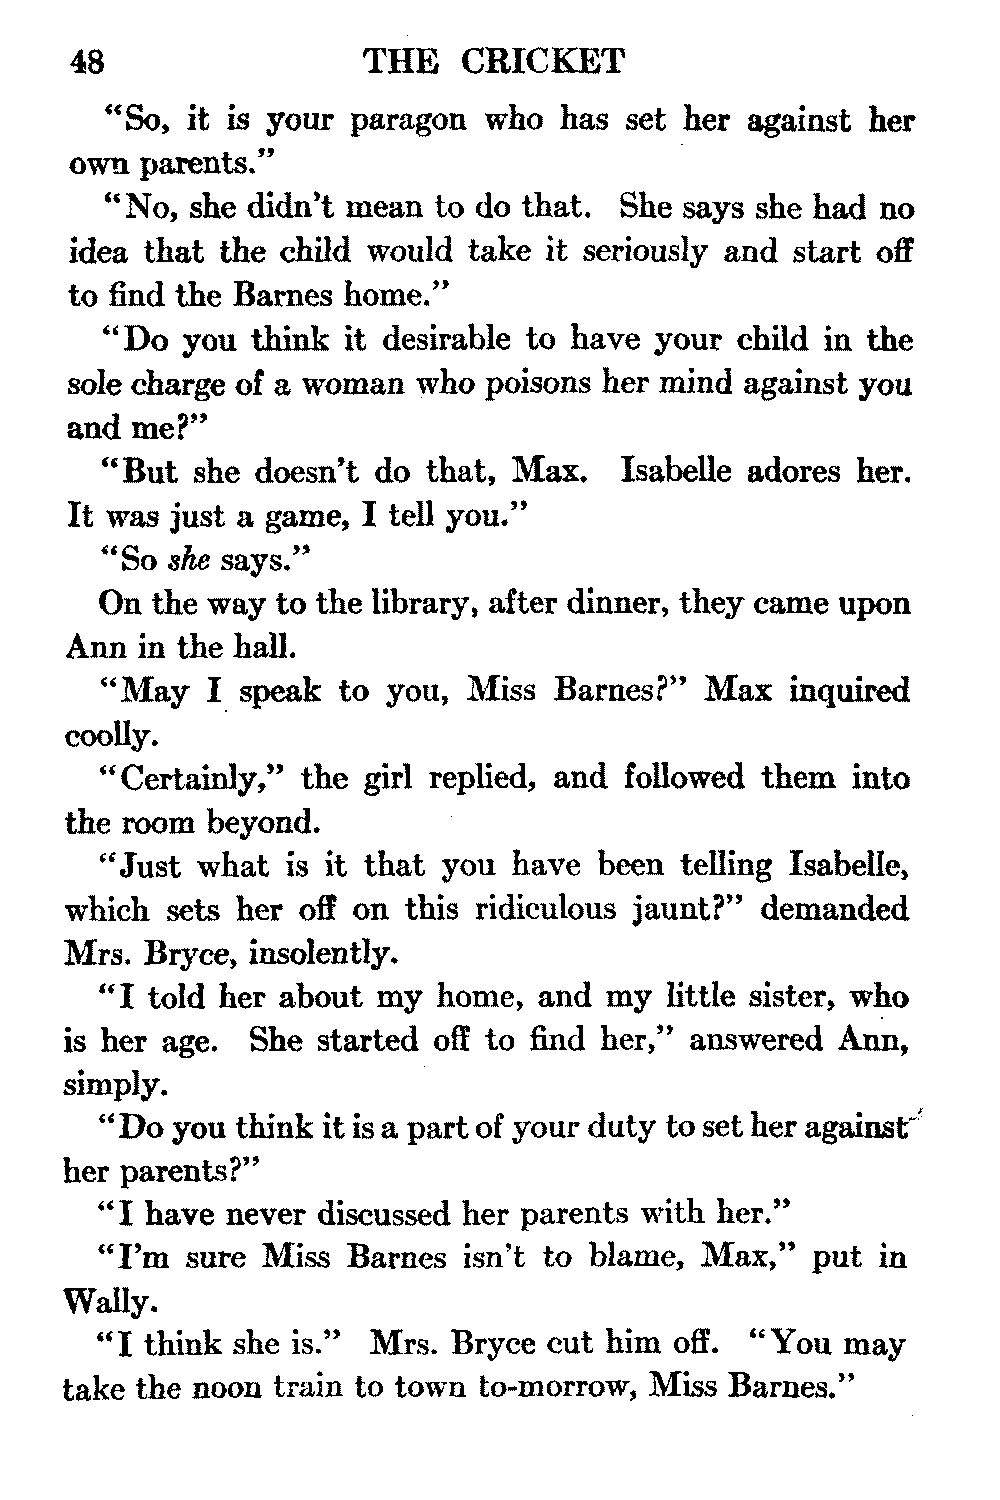 48 THE CRICKET
“So, it is your paragon who has set her against her
own parents.”
“No, she didn’t mean to do that. She says she had no
idea that the child would take it seriously and start off
to find the Barnes home.”
“Do you think it desirable to have your child in the
sole charge of a woman who poisons her mind against you
and me?”
“But she doesn’t do that, Max. Isabelle adores her.
It was just a game, I tell you.”
“So she says.”
On the way to the library, after dinner, they came upon
Ann in the hall.
“May I speak to you, Miss Barnes?” Max inquired
coolly.
“Certainly,” the girl replied, and followed them into
the room beyond.
“Just what is it that you have been telling Isabelle,
which sets her off on this ridiculous jaunt?” demanded
Mrs. Bryce, insolently.
“I told her about my home, and my little sister, who
is her age. She started off to find her,” answered Ann,
simply.
“Do you think it is a part of your duty to set her against
her parents?”
“I have never discussed her parents with her.”
“I’m sure Miss Barnes isn’t to blame, Max,” put in
Wally.
“I think she is.” Mrs. Bryce cut him off. “You may
take the noon train to town to-morrow, Miss Barnes.”